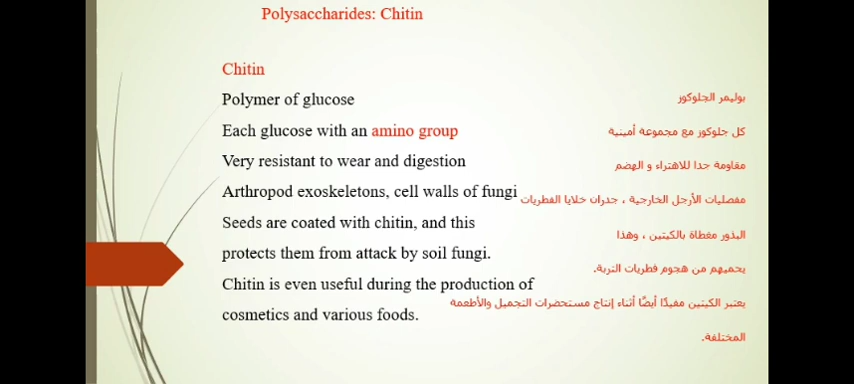 Polysaccharides: Chitin
Chitin
Polymer of glucose
Each glucose with an amino group
Very resistant to wear and digestion
Arthropod exoskeletons, cell walls of fungi
Seeds are coated with chitin, and this
protects them from attack by soil fungi.
Chitin is even useful during the production of
cosmetics and various foods.
بوليمر الجلوكوز
كل جلوكوز مع مجموعة أمينية
مقاومة جدا للاهتراء و الهضم
مفصليات الأرجل الخارجية ، جدران خلايا الفطريات
البذور مغطاة بالكيتين ، وهذا
يحميهم من هجوم فطريات التربة.
يعتبر الكيتين مفيدًا أيضًا أثناء إنتاج مستحضرات التجميل والأطعمة
المختلفة.